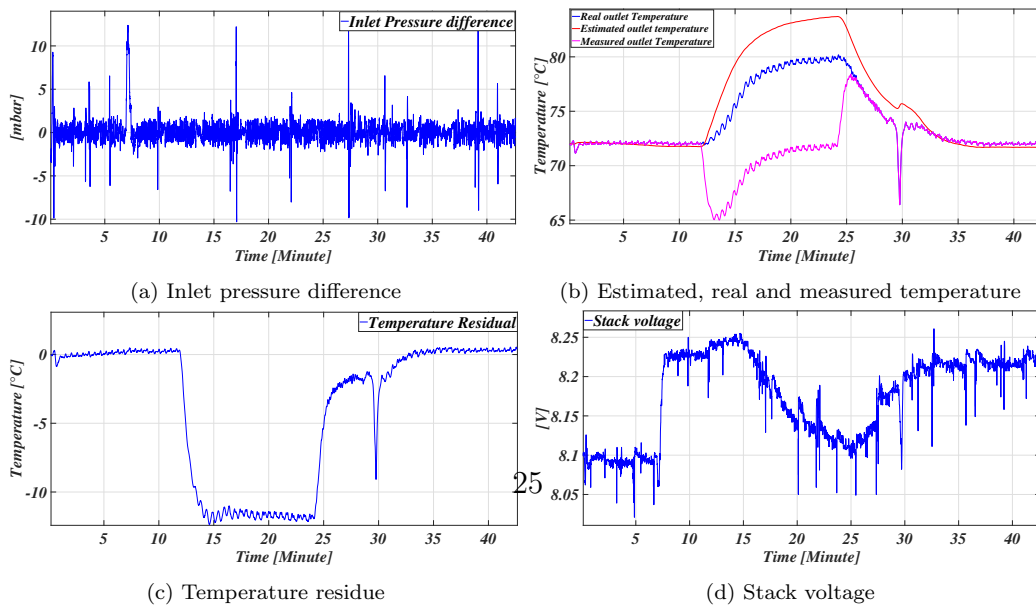 Inlet Pressure difference
[mbar]
10
5
0
-5
-10
5 10 15 20 25 30 35 40
Time [Minute]
(a) Inlet pressure difference
Real outlet Temperature
Estimated outlet temperature
Measured outlet Temperature
Temperature [°C]
80
75
70
65
5 10 15 20 25 30 35 40
Time [Minute]
(b) Estimated, real and measured temperature
Temperature Residual
Temperature [°C]
0
-5
-10
5 10 15 20 25 30 35 40
Time [Minute]
(c) Temperature residue
25
Stack voltage
[V]
8.25
8.2
8.15
8.1
8.05
5 10 15 20 25 30 35 40
Time [Minute]
(d) Stack voltage